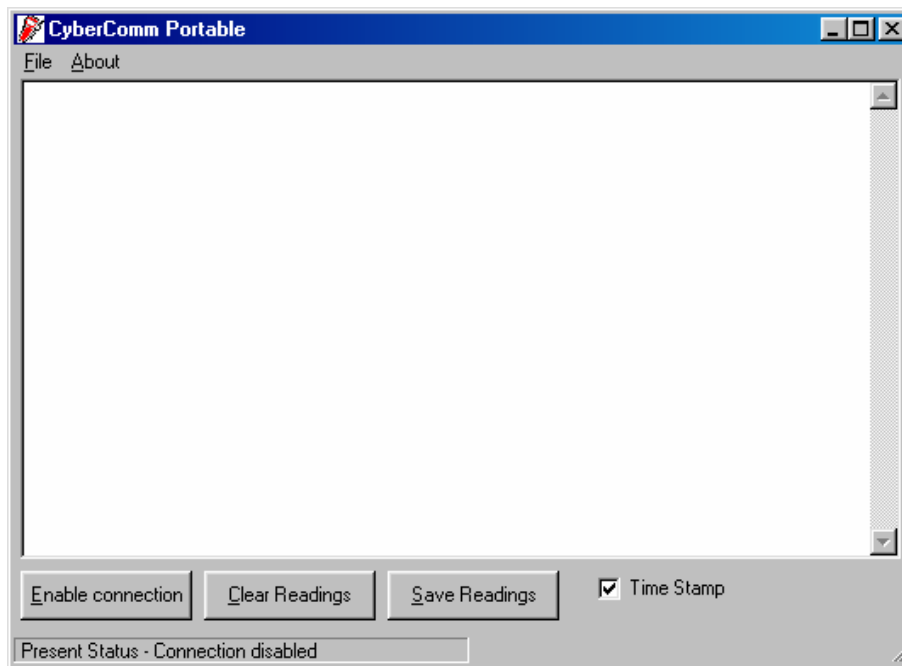 CyberComm Portable
File About
Enable connection Clear Readings Save Readings Time Stamp
Present Status - Connection disabled